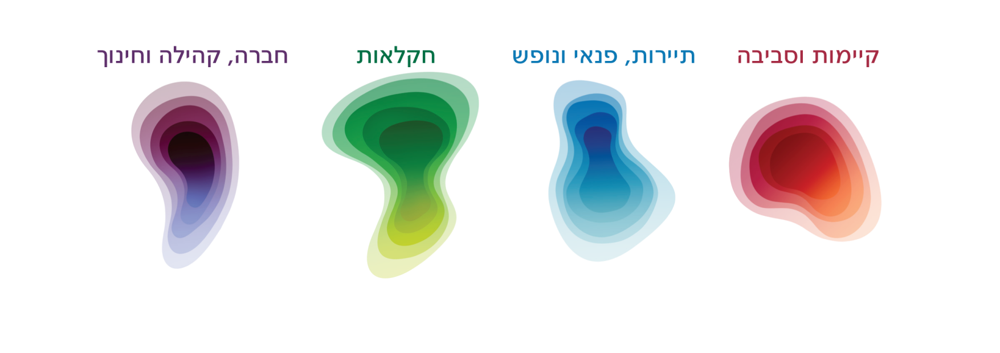 קיימות וסביבה
תיירות, פנאי ונופש
חקלאות
חברה, קהילה וחינוך